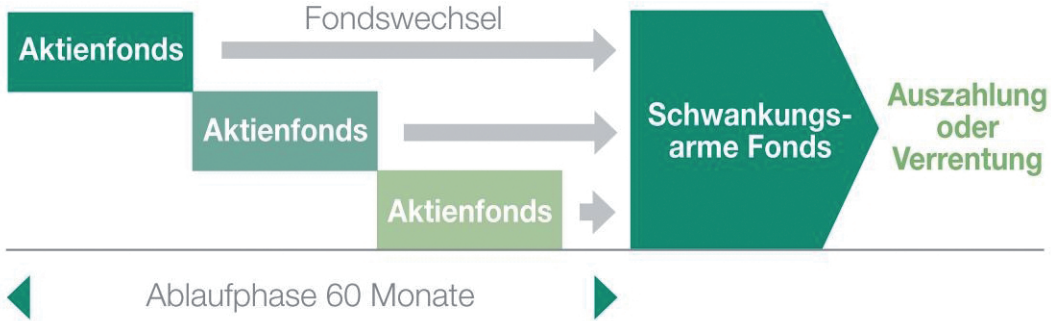 Fondswechsel
Aktienfonds
Aktienfonds
Aktienfonds
Schwankungs-
arme Fonds
Auszahlung
oder
Verrentung
Ablaufphase 60 Monate